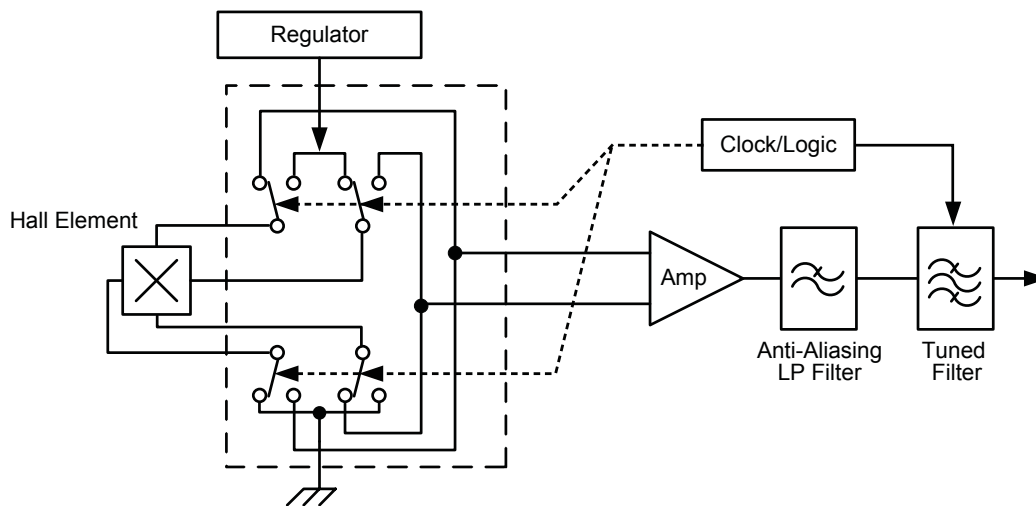 Regulator
Clock/Logic
Hall Element
Amp
Anti-Aliasing
LP Filter
Tuned
Filter